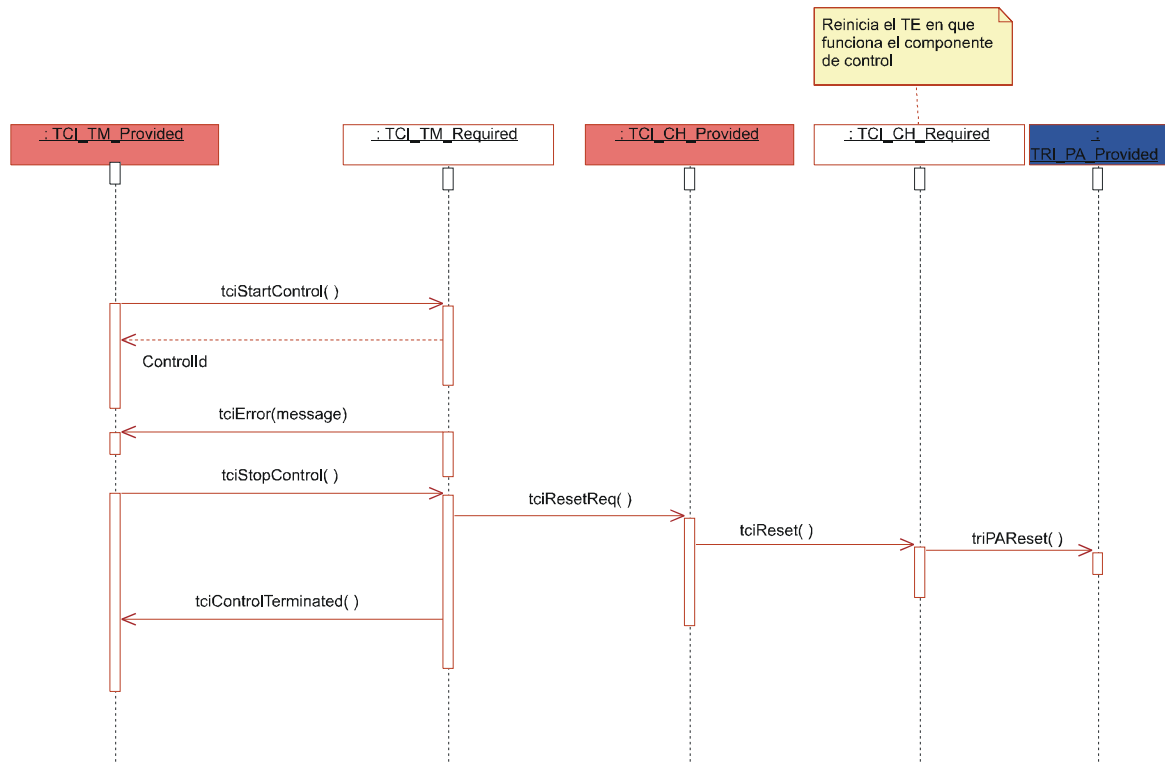 Reinicia el TE en que
funciona el componente
de control
: TCI_TM_Provided
: TCI_TM_Required
: TCI_CH_Provided
: TCI_CH_Required
:
TRI_PA_Provided
tciStartControl( )
ControlId
tciError(message)
tciStopControl( )
tciResetReq( )
tciReset( )
triPAReset( )
tciControlTerminated( )